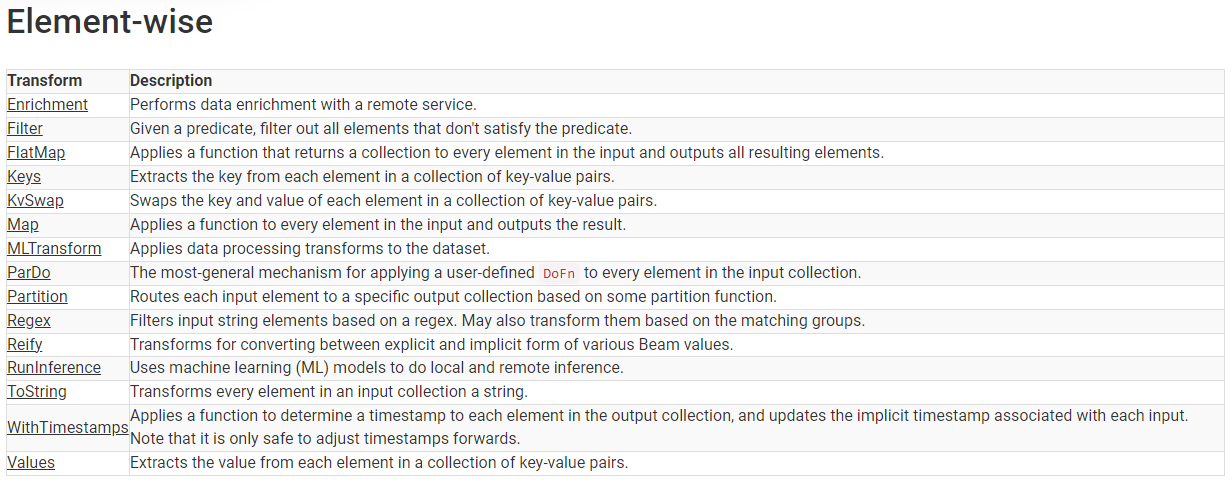 Element-wise
Transform Description
Enrichment Performs data enrichment with a remote service.
Filter Given a predicate, filter out all elements that don't satisfy the predicate.
FlatMap Applies a function that returns a collection to every element in the input and outputs all resulting elements.
Keys Extracts the key from each element in a collection of key-value pairs.
KvSwap Swaps the key and value of each element in a collection of key-value pairs.
Map Applies a function to every element in the input and outputs the result.
MLTransform Applies data processing transforms to the dataset.
ParDo The most-general mechanism for applying a user-defined DoFn to every element in the input collection.
Partition Routes each input element to a specific output collection based on some partition function.
Regex Filters input string elements based on a regex. May also transform them based on the matching groups.
Reify Transforms for converting between explicit and implicit form of various Beam values.
RunInference Uses machine learning (ML) models to do local and remote inference.
ToString Transforms every element in an input collection a string.
WithTimestamps Applies a function to determine a timestamp to each element in the output collection, and updates the implicit timestamp associated with each input.
Note that it is only safe to adjust timestamps forwards.
Values Extracts the value from each element in a collection of key-value pairs.